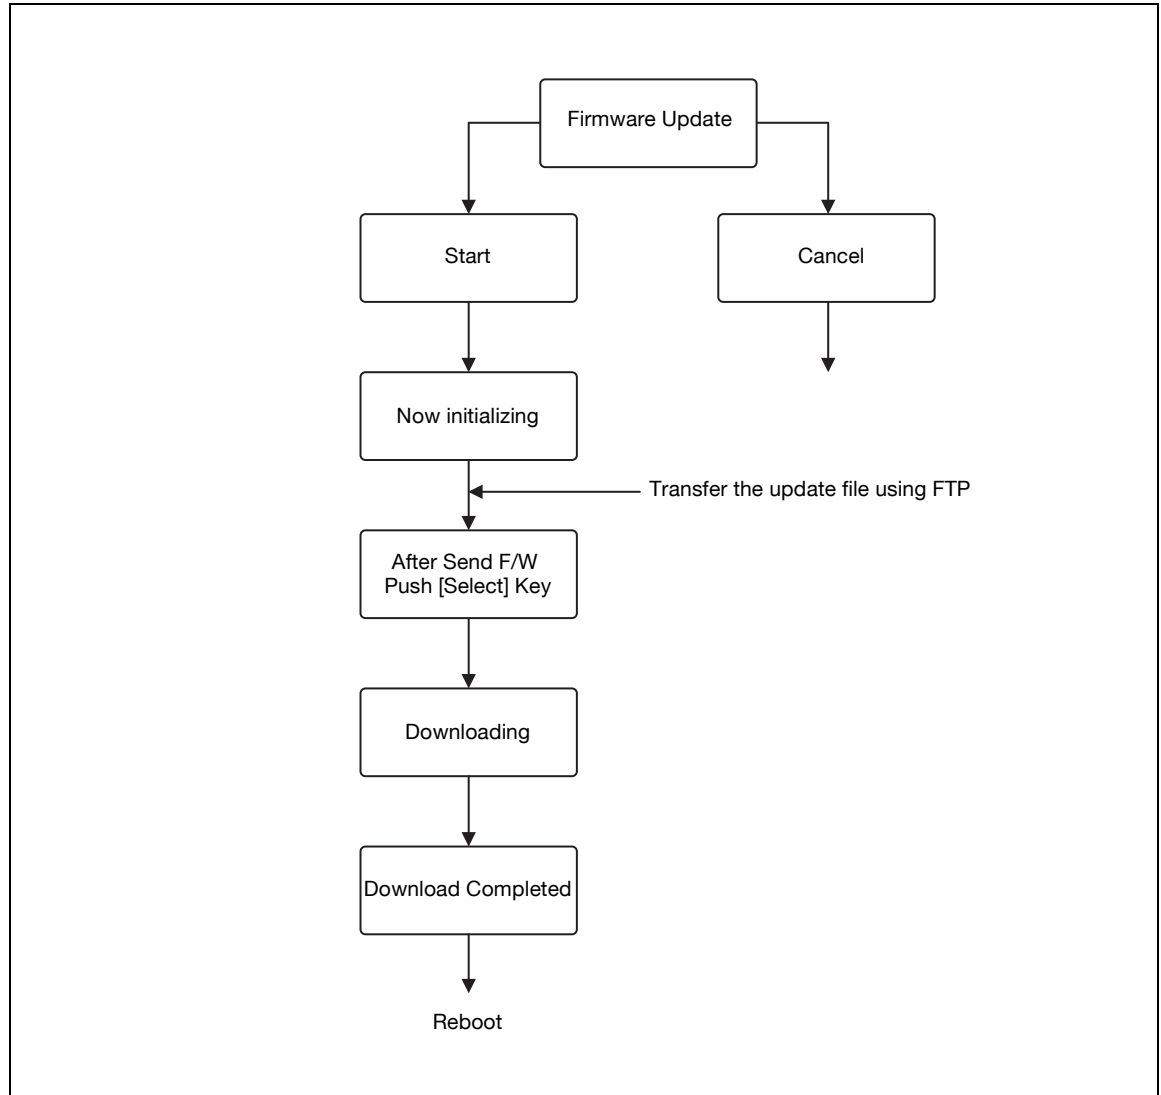 Firmware Update
Start
Cancel
Now initializing
Transfer the update file using FTP
After Send F/W
Push [Select] Key
Downloading
Download Completed
Reboot